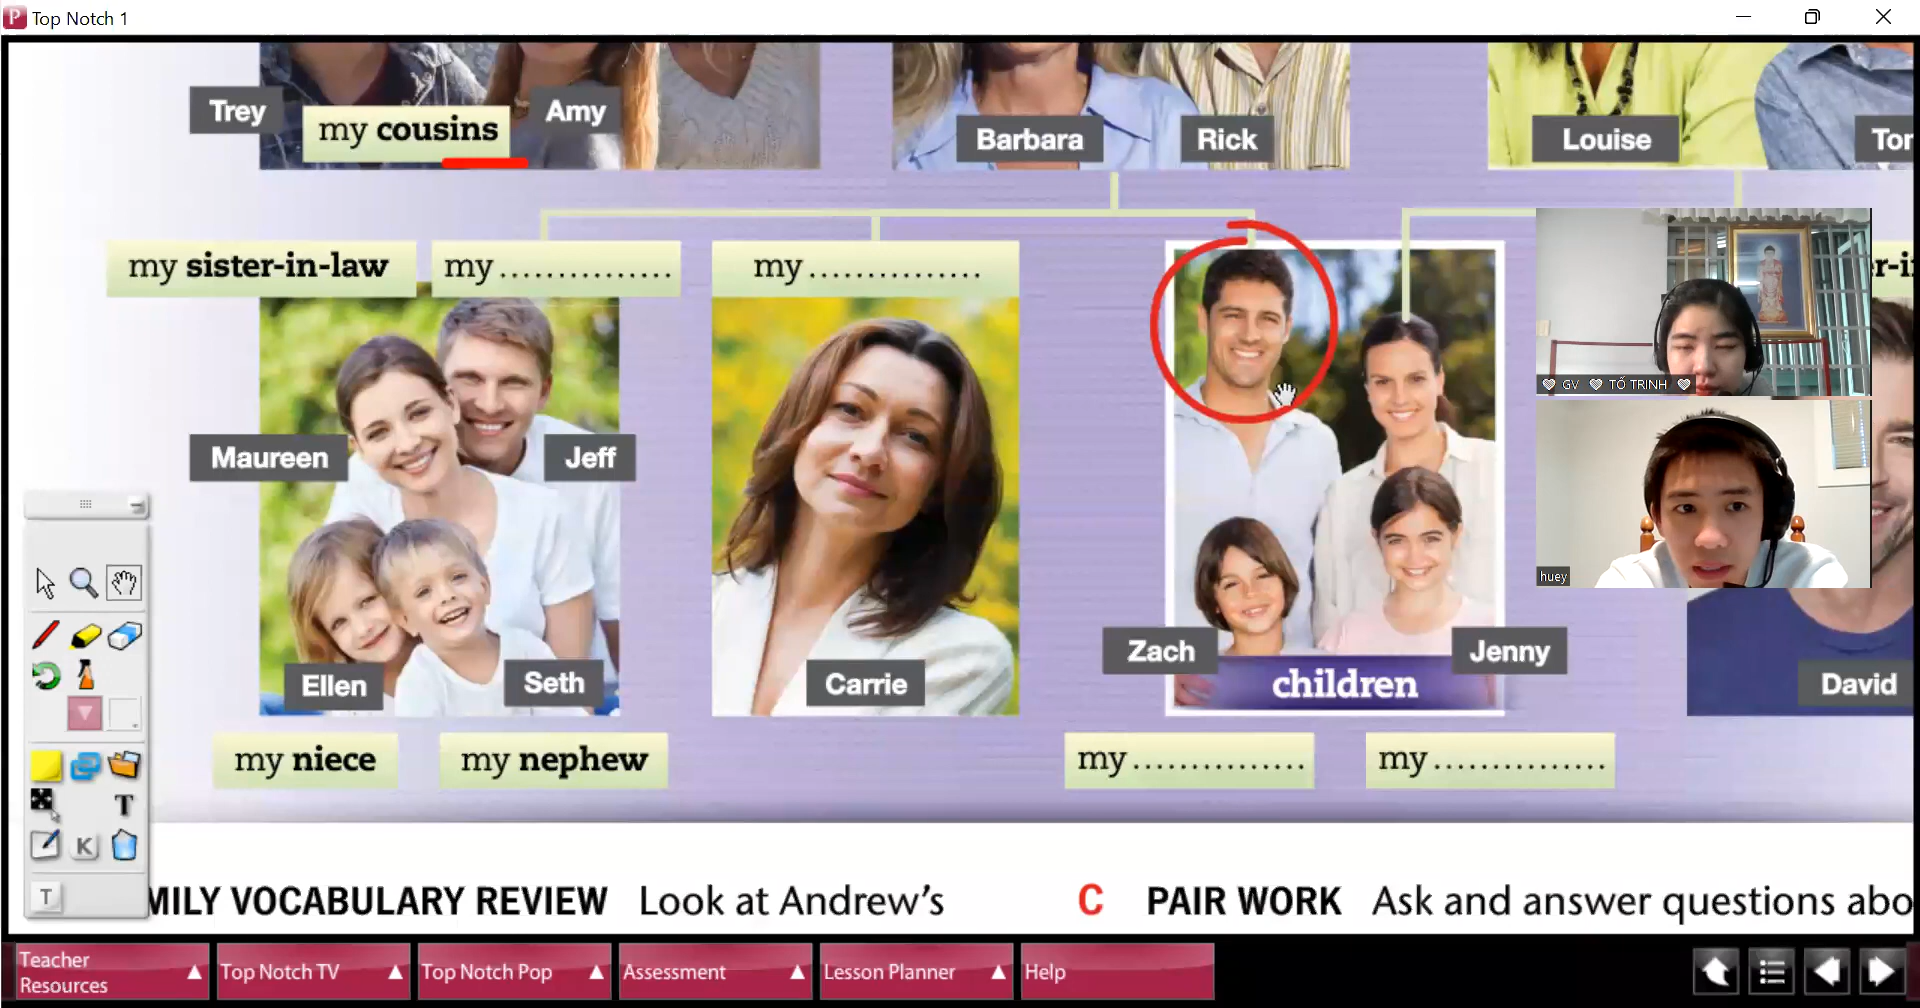 Top Notch 1
Trey
my cousins
Amy
Barbara
Rick
Louise
my sister-in-law
my...............
my...............
GV TỐ TRINH
Maureen
Jeff
huey
Ellen
Seth
Carrie
Zach
children
Jenny
David
my niece
my nephew
my...............
my...............
T
K
T
MILY VOCABULARY REVIEW Look at Andrew's
C PAIR WORK Ask and answer questions abo
Teacher Resources
Top Notch TV
Top Notch Pop
Assessment
Lesson Planner
Help